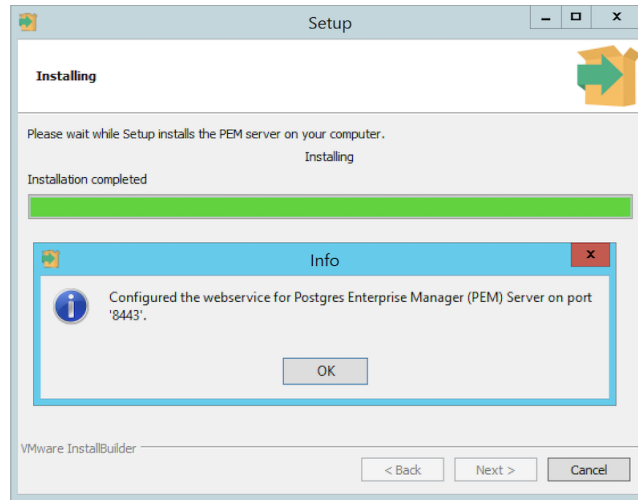 Setup
Installing
Please wait while Setup installs the PEM server on your computer.
Installing
Installation completed
Info
Configured the webservice for Postgres Enterprise Manager (PEM) Server on port
'8443'.
OK
VMware InstallBuilder
< Back
Next >
Cancel